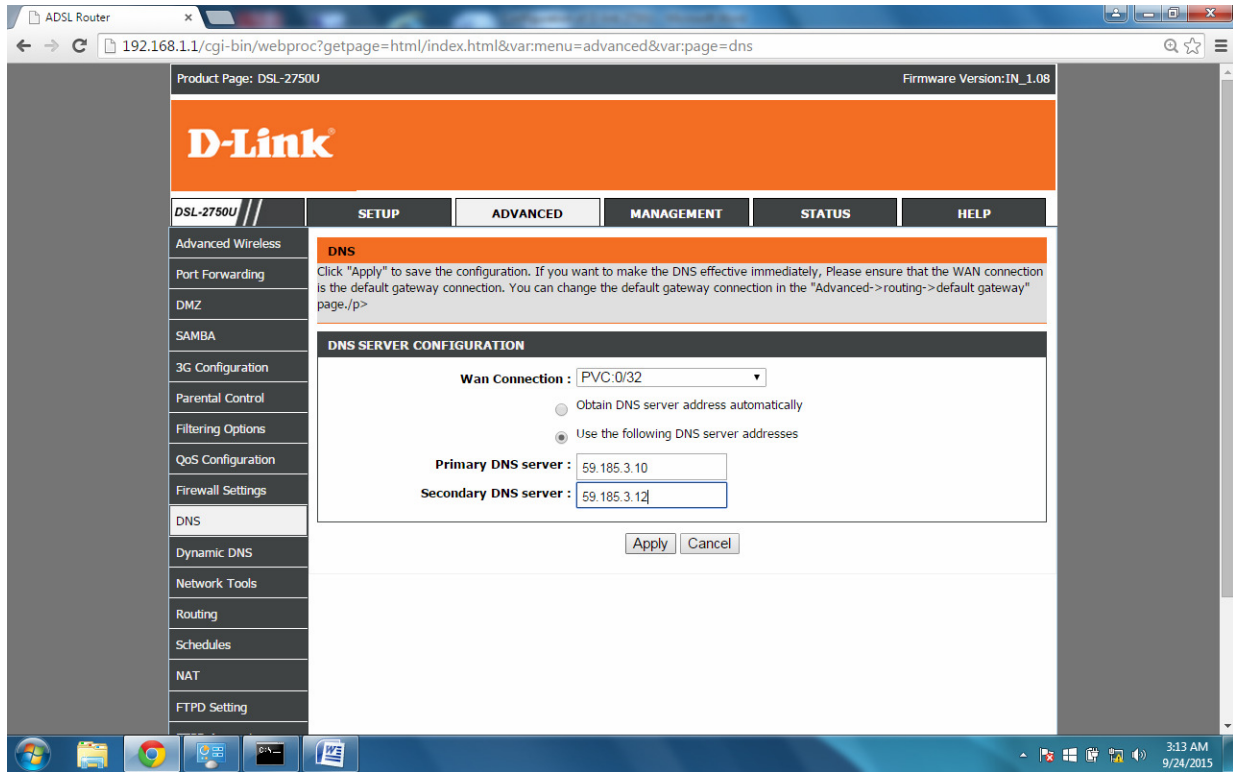 ADSL Router
192.168.1.1/cgi-bin/webproc?getpage=html/index.html&var:menu=advanced&var:page=dns
Product Page: DSL-2750U
Firmware Version:IN_1.08
D-Link
DSL-2750U
SETUP
ADVANCED
MANAGEMENT
STATUS
HELP
Advanced Wireless
Port Forwarding
DMZ
SAMBA
3G Configuration
Parental Control
Filtering Options
QoS Configuration
Firewall Settings
DNS
Dynamic DNS
Network Tools
Routing
Schedules
NAT
FTPD Setting
DNS
Click "Apply" to save the configuration. If you want to make the DNS effective immediately, Please ensure that the WAN connection
is the default gateway connection. You can change the default gateway connection in the "Advanced->routing->default gateway"
page./p>
DNS SERVER CONFIGURATION
Wan Connection : PVC:0/32
Obtain DNS server address automatically
Use the following DNS server addresses
Primary DNS server : 59.185.3.10
Secondary DNS server : 59.185.3.12
Apply Cancel
3:13 AM
9/24/2015